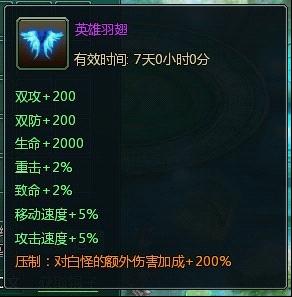 英雄羽翅
有效时间: 7天0小时0分
双攻+200
双防+200
生命+2000
重击+2%
致命+2%
移动速度+5%
攻击速度+5%
压制：对白怪的额外伤害加成+200%